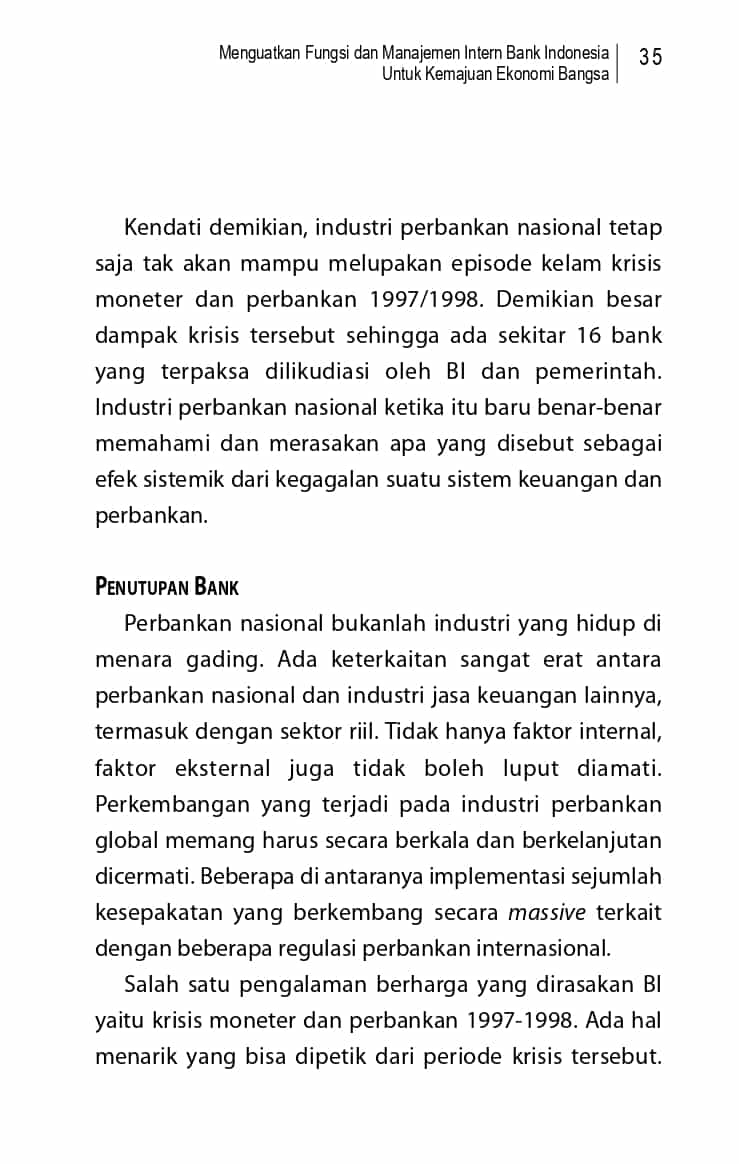 Menguatkan Fungsi dan Manajemen Intern Bank Indonesia
Untuk Kemajuan Ekonomi Bangsa
35
Kendati demikian, industri perbankan nasional tetap
saja tak akan mampu melupakan episode kelam krisis
moneter dan perbankan 1997/1998. Demikian besar
dampak krisis tersebut sehingga ada sekitar 16 bank
yang terpaksa dilikudiasi oleh BI dan pemerintah.
Industri perbankan nasional ketika itu baru benar-benar
memahami dan merasakan apa yang disebut sebagai
efek sistemik dari kegagalan suatu sistem keuangan dan
perbankan.
PENUTUPAN BANK
Perbankan nasional bukanlah industri yang hidup di
menara gading. Ada keterkaitan sangat erat antara
perbankan nasional dan industri jasa keuangan lainnya,
termasuk dengan sektor riil. Tidak hanya faktor internal,
faktor eksternal juga tidak boleh luput diamati.
Perkembangan yang terjadi pada industri perbankan
global memang harus secara berkala dan berkelanjutan
dicermati. Beberapa di antaranya implementasi sejumlah
kesepakatan yang berkembang secara massive terkait
dengan beberapa regulasi perbankan internasional.
Salah satu pengalaman berharga yang dirasakan BI
yaitu krisis moneter dan perbankan 1997-1998. Ada hal
menarik yang bisa dipetik dari periode krisis tersebut.